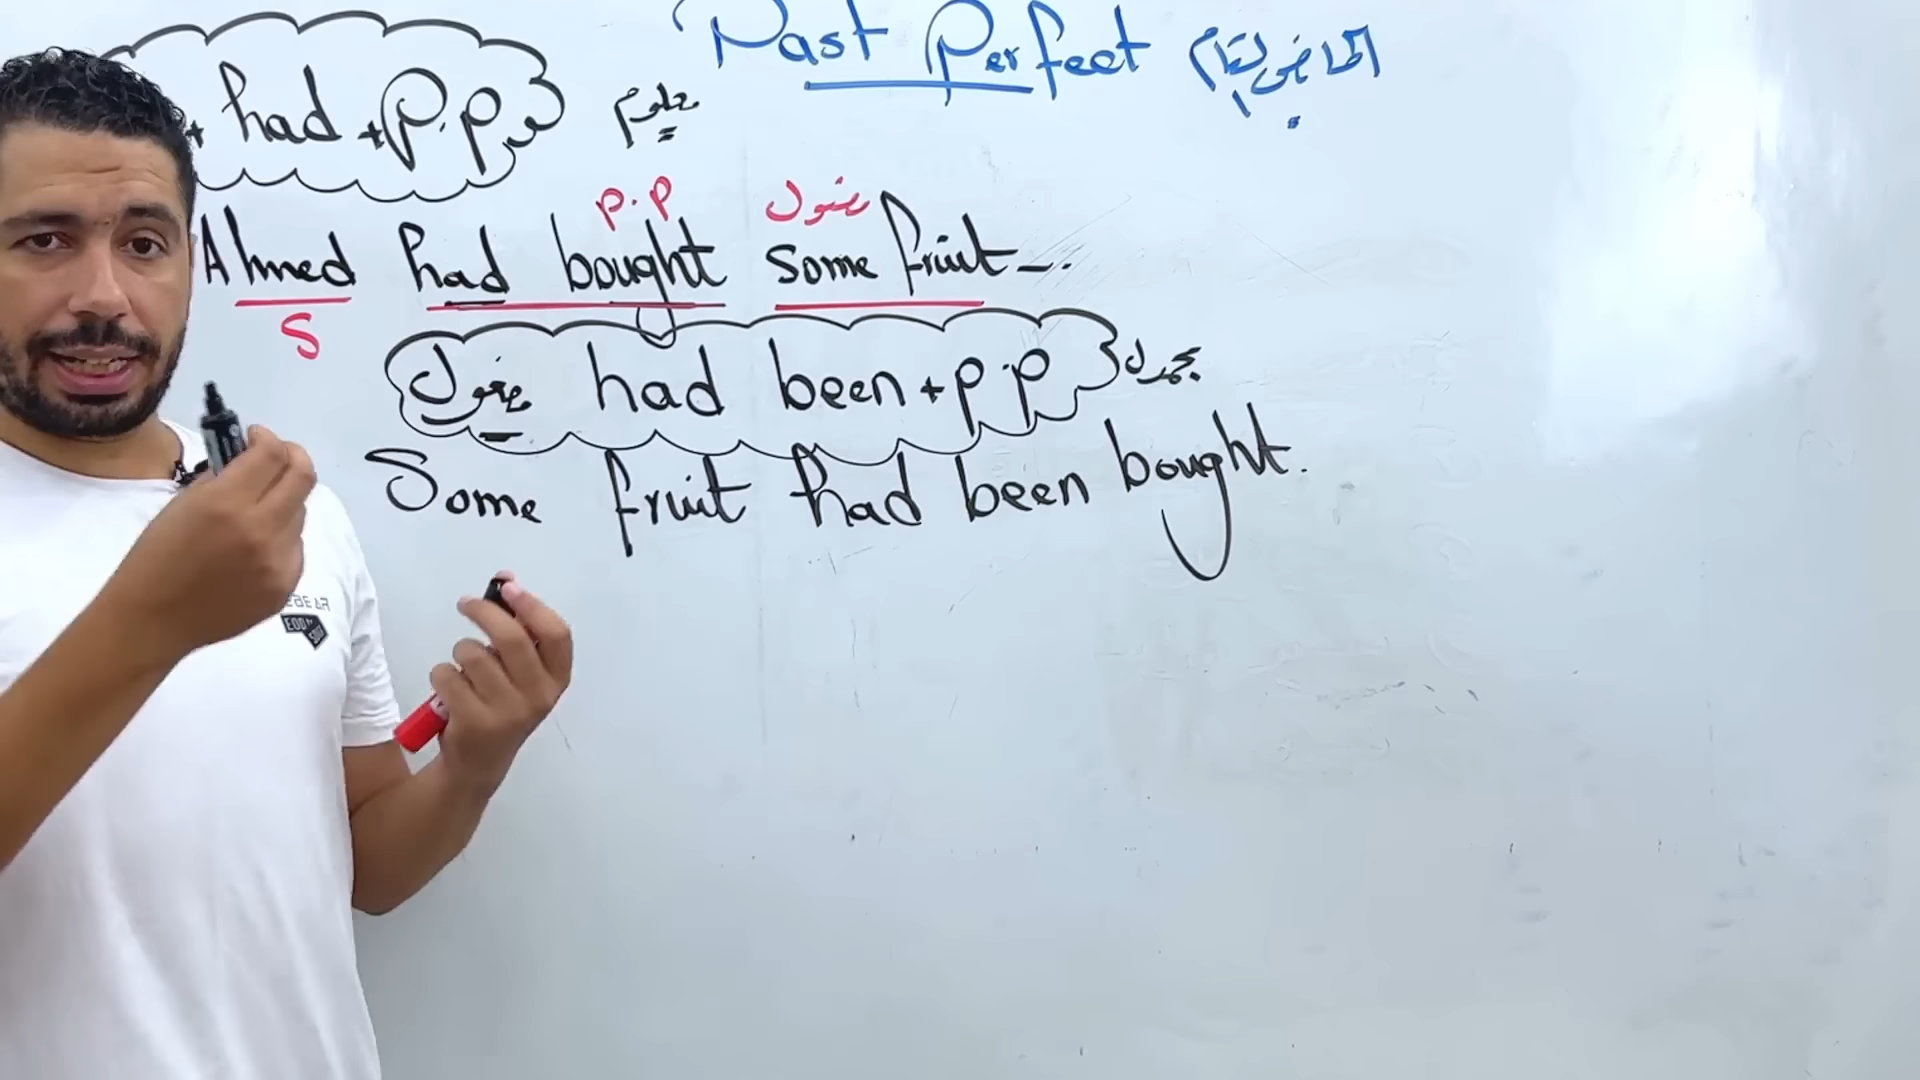 Past Perfect الماضي التام
+ had + p.p معلوم
p.p مفعول
Ahmed had bought some fruit ...
S
مفعول had been + p.p مجهول
Some fruit had been bought.